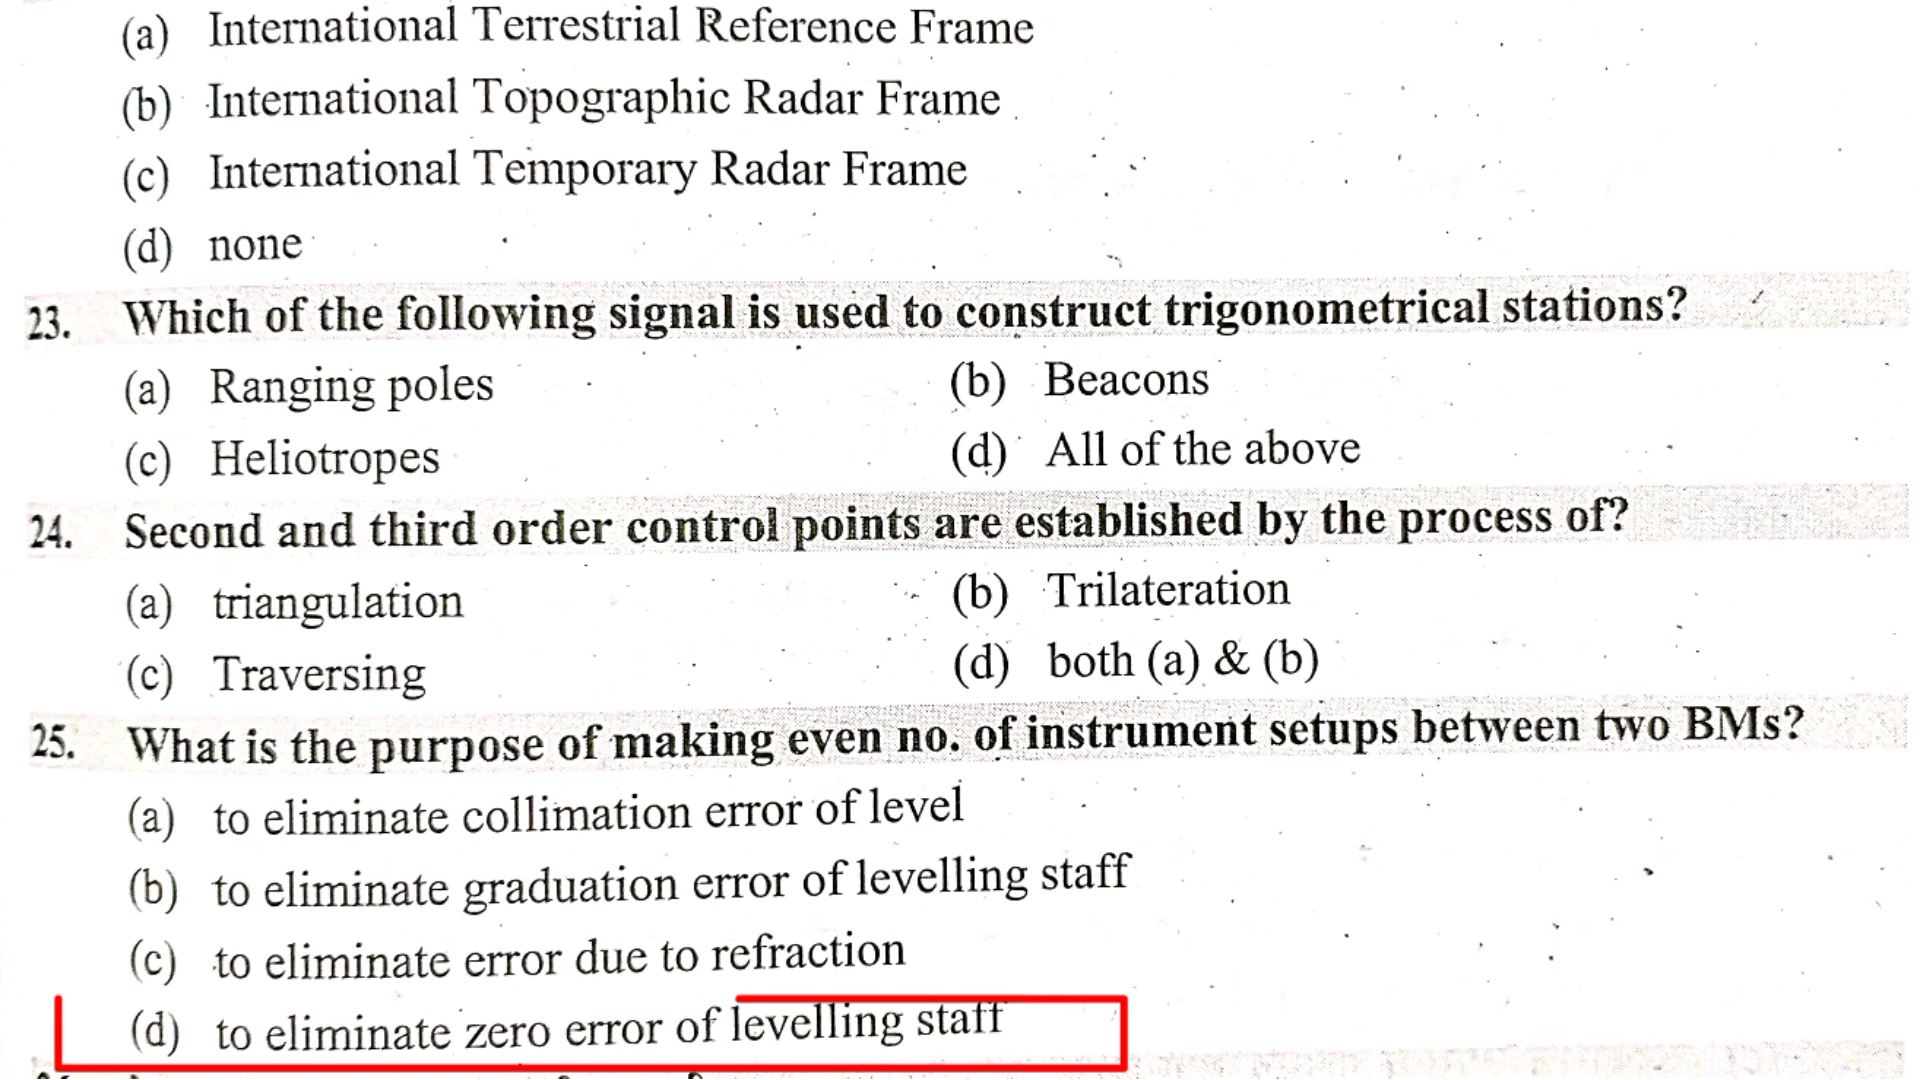 (a) International Terrestrial Reference Frame
(b) International Topographic Radar Frame
(c) International Temporary Radar Frame
(d) none
23. Which of the following signal is used to construct trigonometrical stations?
(a) Ranging poles (b) Beacons
(c) Heliotropes (d) All of the above
24. Second and third order control points are established by the process of?
(a) triangulation (b) Trilateration
(c) Traversing (d) both (a) & (b)
25. What is the purpose of making even no. of instrument setups between two BMs?
(a) to eliminate collimation error of level
(b) to eliminate graduation error of levelling staff
(c) to eliminate error due to refraction
(d) to eliminate zero error of levelling staff